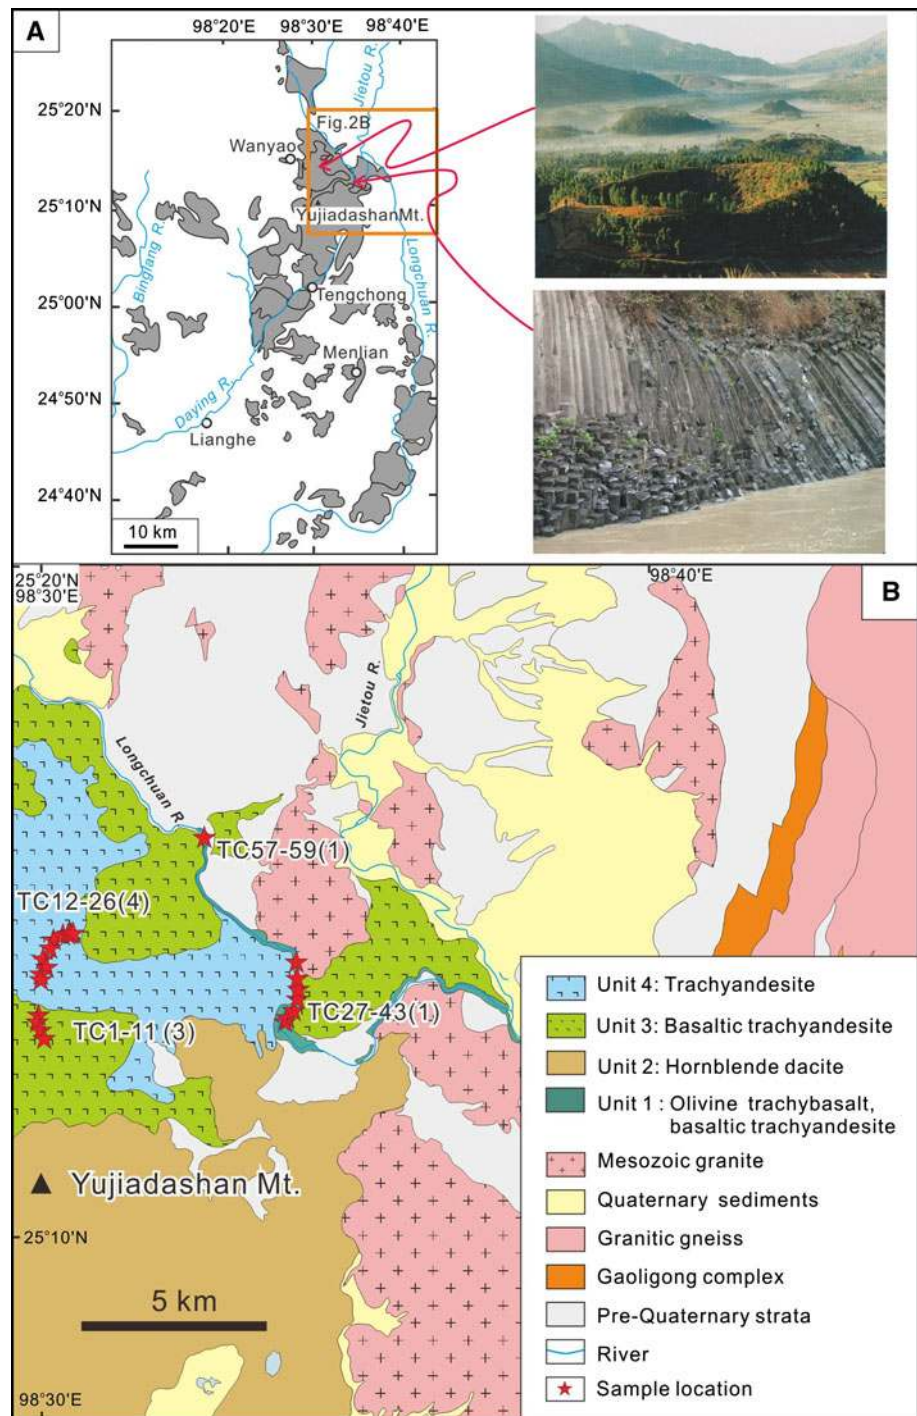 A
98°20'E
98°30'E
98°40'E
25°20'N
25°10'N
25°00'N
24°50'N
24°40'N
Fig.2B
Jietou R.
Wanyao
YujiadashanMt.
Binglang R.
Longchuan R.
Tengchong
Menlian
Daying R.
Lianghe
10 km
B
25°20'N
98°30'E
98°40'E
Jietou R.
Longchuan R
TC57-59(1)
TC12-26(4)
TC27-43(1)
TC1-11 (3)
Yujiadashan Mt.
25°10'N
5 km
98°30'E
Unit 4: Trachyandesite
Unit 3: Basaltic trachyandesite
Unit 2: Hornblende dacite
Unit 1 : Olivine trachybasalt,
basaltic trachyandesite
Mesozoic granite
Quaternary sediments
Granitic gneiss
Gaoligong complex
Pre-Quaternary strata
River
Sample location